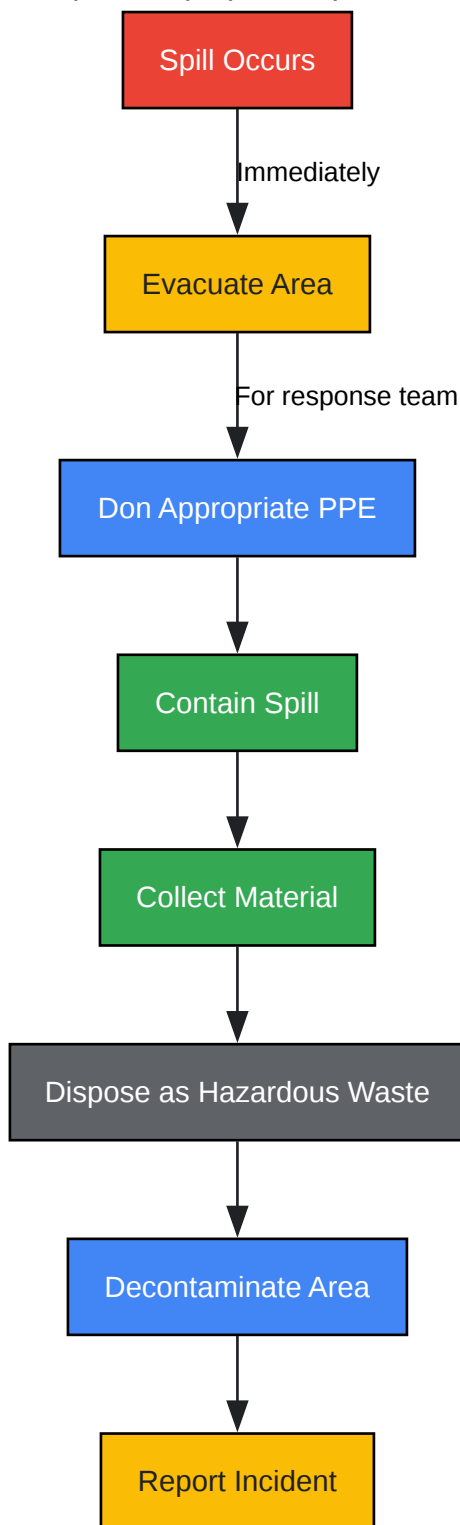 Spill Occurs
Immediately
Evacuate Area
For response team
Don Appropriate PPE
Contain Spill
Collect Material
Dispose as Hazardous Waste
Decontaminate Area
Report Incident